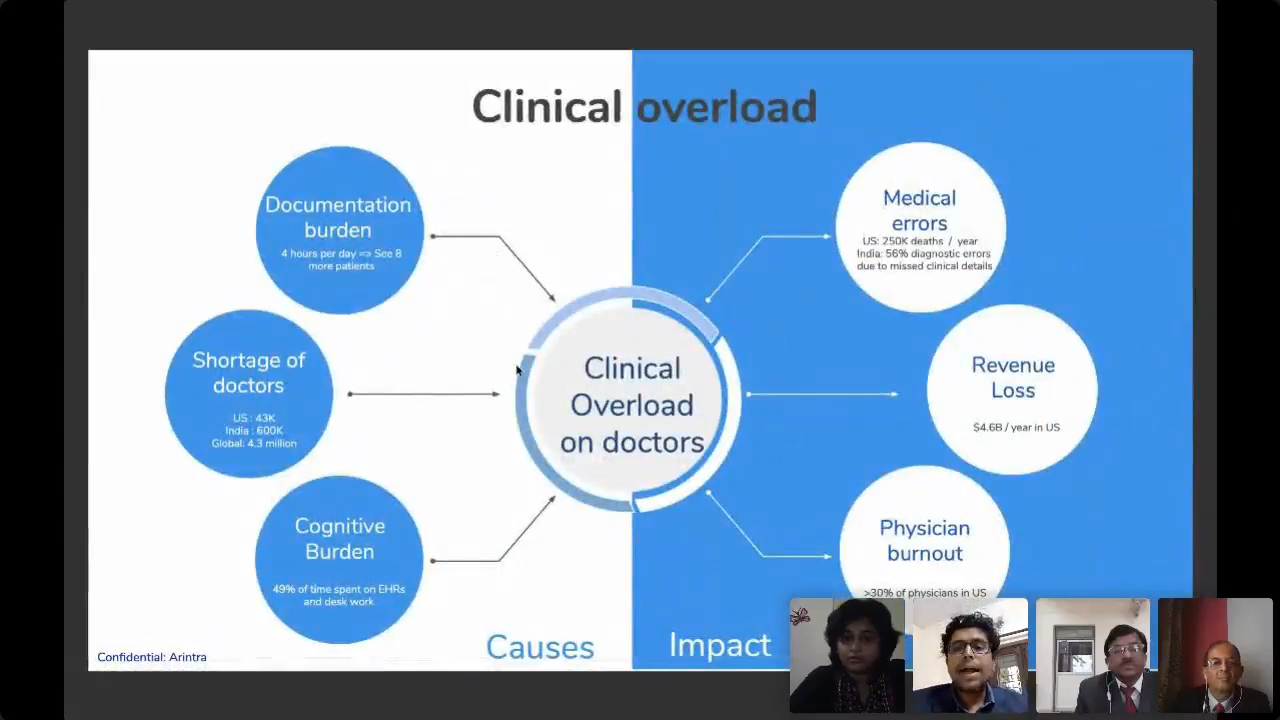 Clinical overload
Documentation
burden
4 hours per day => See 8
more patients
Shortage of
doctors
US : 43K
India : 600K
Global: 4.3 million
Cognitive
Burden
49% of time spent on EHRs
and desk work
Clinical
Overload
on doctors
Medical
errors
US: 250K deaths / year
India: 56% diagnostic errors
due to missed clinical details
Revenue
Loss
$4.6B / year in US
Physician
burnout
>30% of physicians in US
Causes
Impact
Confidential: Arintra